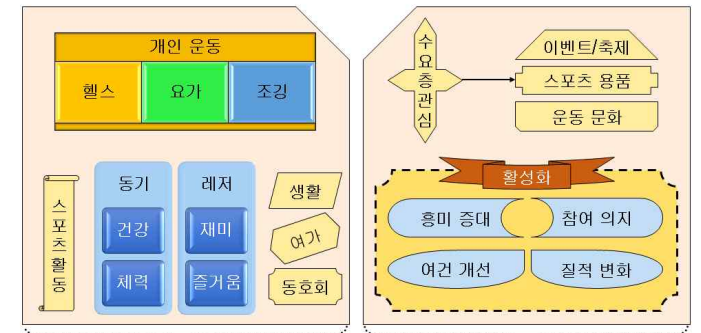 개인 운동
헬스
요가
조깅
스포츠활동
동기
건강
체력
레저
재미
즐거움
생활
여가
동호회
수요층관심
이벤트/축제
스포츠 용품
운동 문화
활성화
흥미 증대
참여 의지
여건 개선
질적 변화